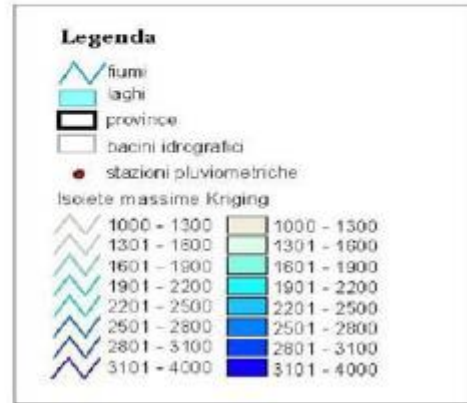 Legenda
fiumi
laghi
province
bacini idrografici
stazioni pluviometriche
Isoiete massime Kriging
1000 - 1300 1000 - 1300
1301 - 1600 1301 - 1600
1601 - 1900 1601 - 1900
1901 - 2200 1901 - 2200
2201 - 2500 2201 - 2500
2501 - 2800 2501 - 2800
2801 - 3100 2801 - 3100
3101 - 4000 3101 - 4000